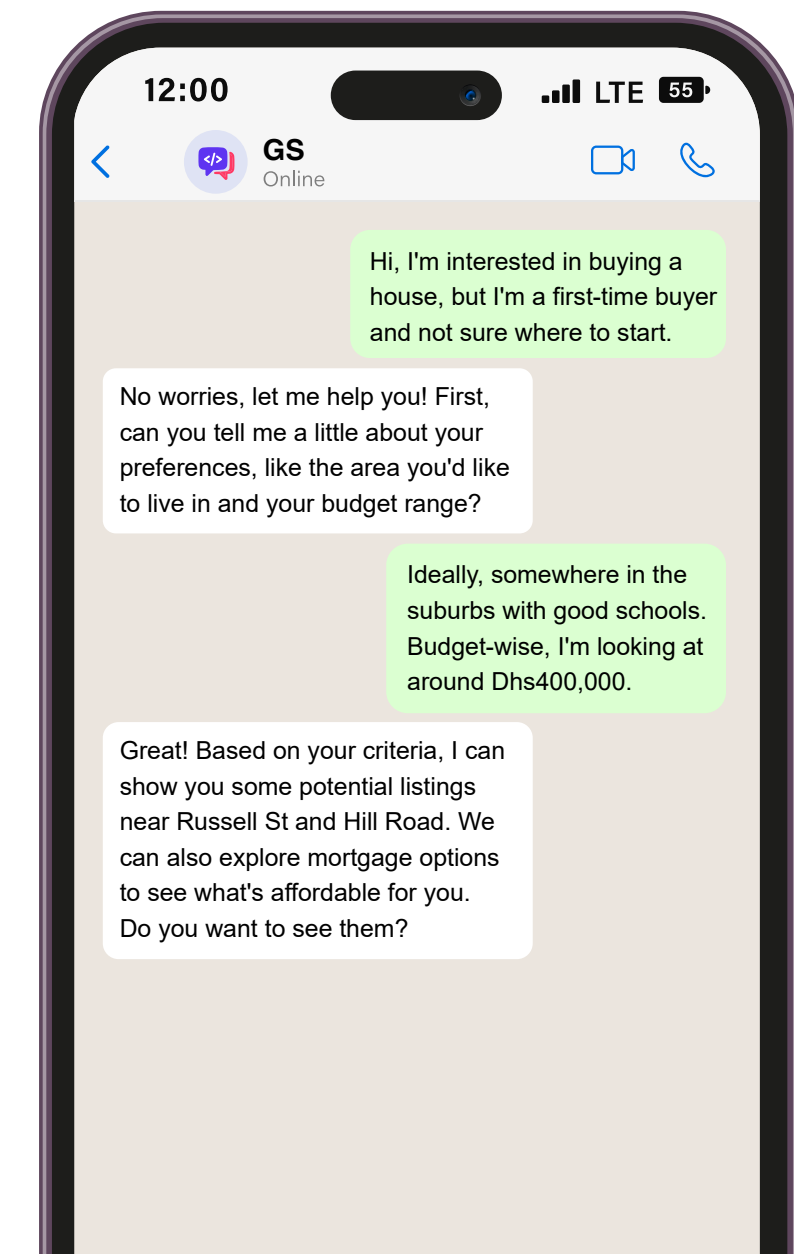 12:00
LTE
55
</>
GS
Online
Hi, I'm interested in buying a
house, but I'm a first-time buyer
and not sure where to start.
No worries, let me help you! First,
can you tell me a little about your
preferences, like the area you'd like
to live in and your budget range?
Ideally, somewhere in the
suburbs with good schools.
Budget-wise, I'm looking at
around Dhs400,000.
Great! Based on your criteria, I can
show you some potential listings
near Russell St and Hill Road. We
can also explore mortgage options
to see what's affordable for you.
Do you want to see them?